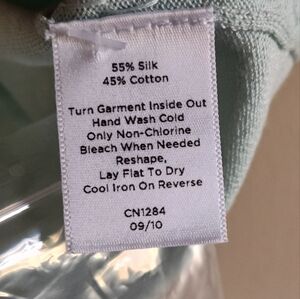 55% Silk
45% Cotton
Turn Garment Inside Out
Hand Wash Cold
Only Non-Chlorine
Bleach When Needed
Reshape,
Lay Flat To Dry
Cool Iron On Reverse
CN1284
09/10